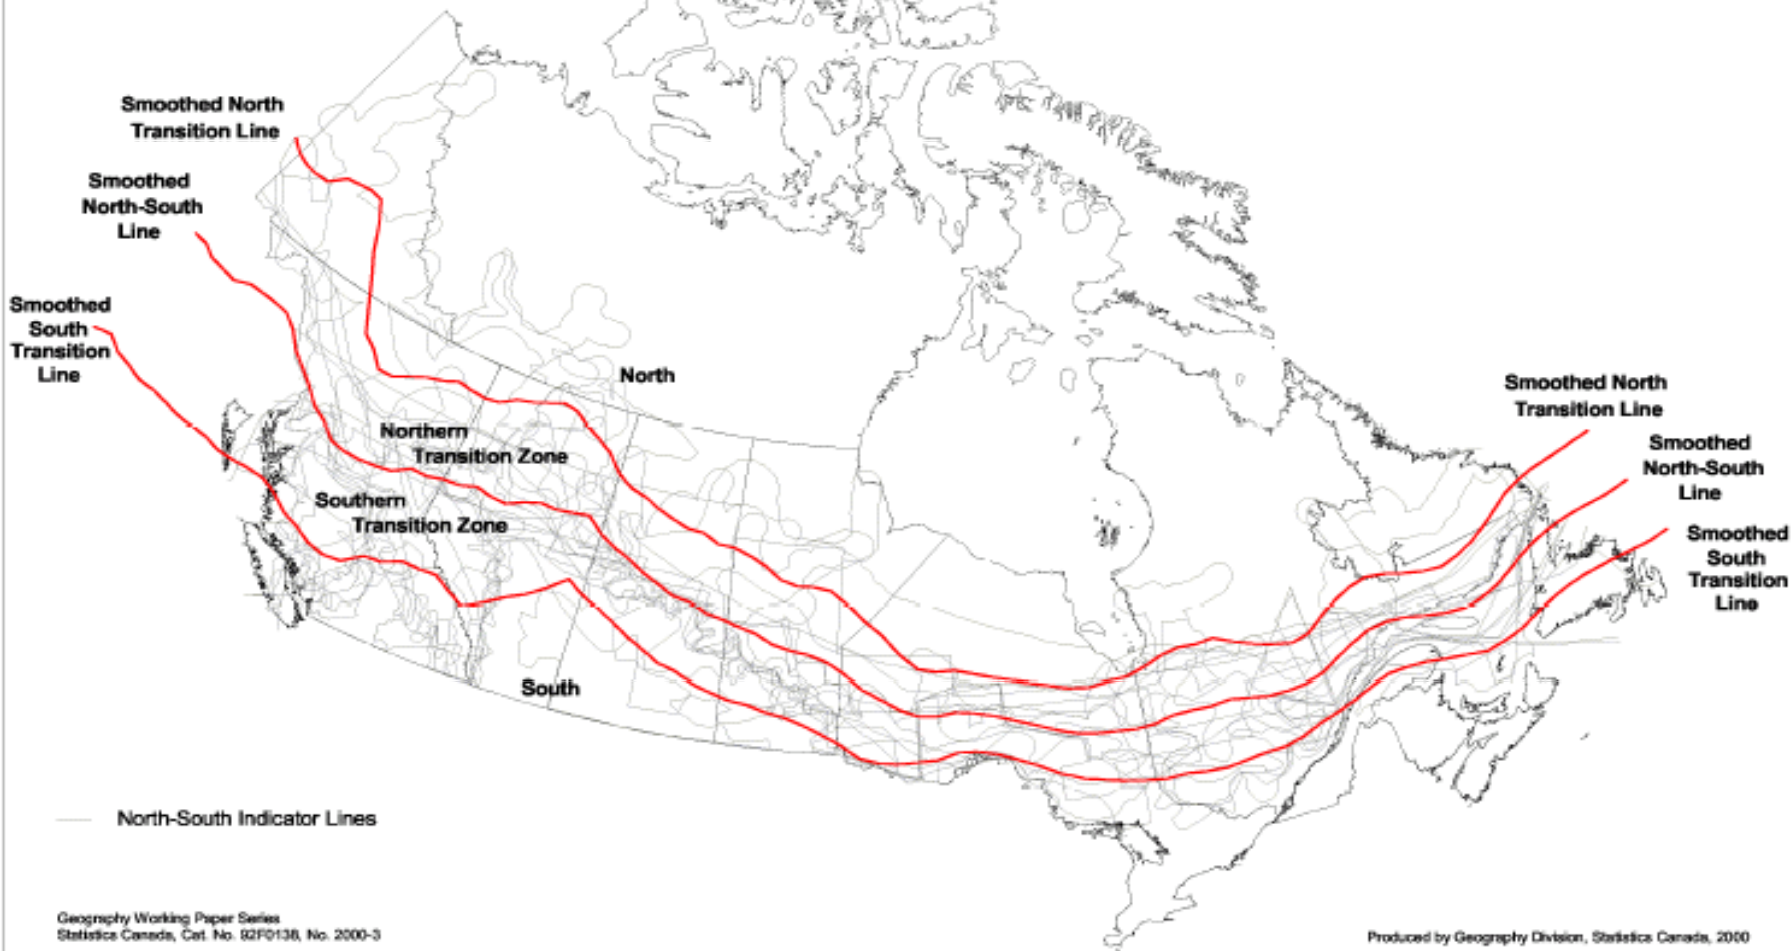 Smoothed North
Transition Line
Smoothed
North-South
Line
Smoothed
South
Transition
Line
North
Northern
Transition Zone
Southern
Transition Zone
South
Smoothed North
Transition Line
Smoothed
North-South
Line
Smoothed
South
Transition
Line
North-South Indicator Lines
Geography Working Paper Series
Statistics Canada, Cat. No. 92F0138, No. 2000-3
Produced by Geography Division, Statistics Canada, 2000